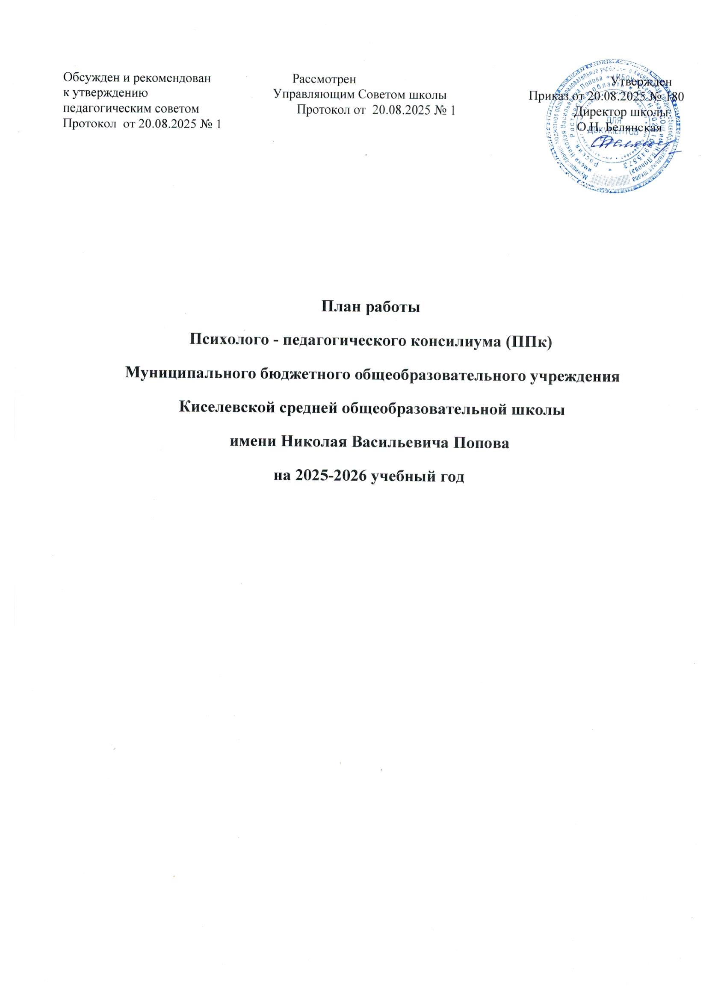 Обсужден и рекомендован
к утверждению
педагогическим советом
Протокол  от 20.08.2025 № 1
Рассмотрен
Управляющим Советом школы
Протокол от  20.08.2025 № 1
Утвержден
Приказ от 20.08.2025 № 180
Директор школы:
О.Н. Белянская
ДЛЯ
ДОКУМЕНТОВ
План работы
Психолого - педагогического консилиума (ППк)
Муниципального бюджетного общеобразовательного учреждения
Киселевской средней общеобразовательной школы
имени Николая Васильевича Попова
на 2025-2026 учебный год